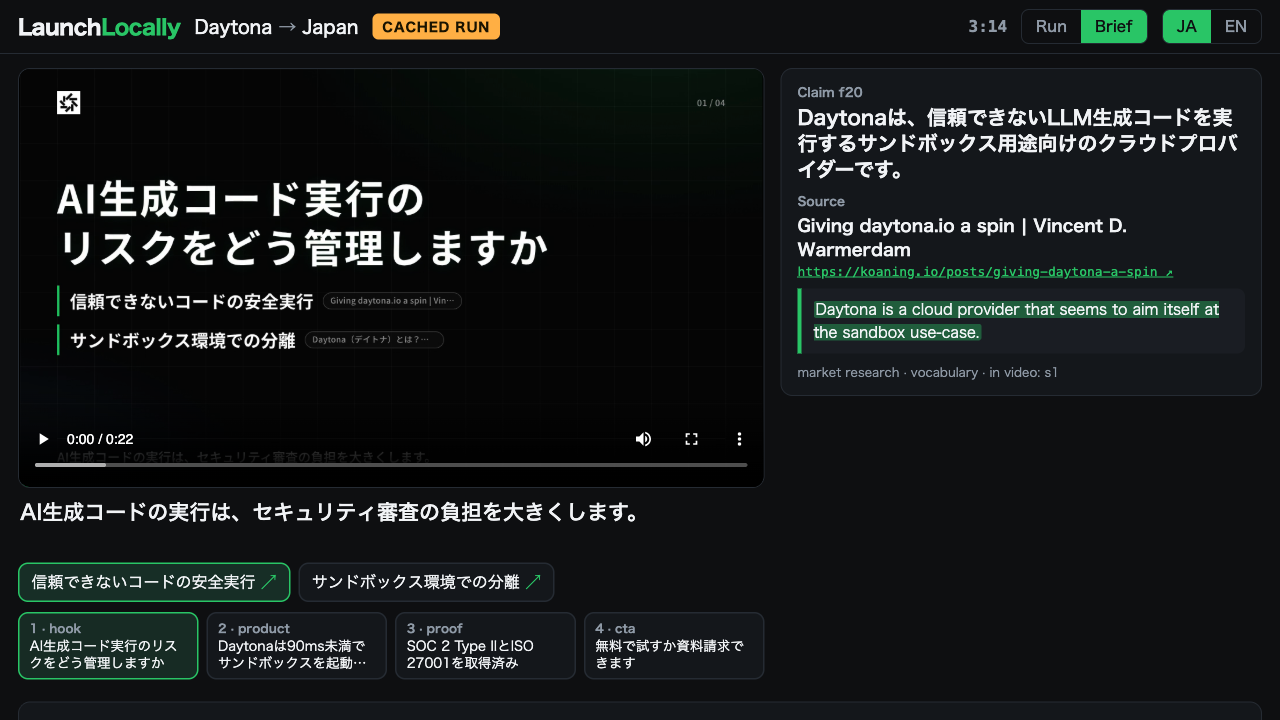 LaunchLocally Daytona → Japan CACHED RUN 3:14 Run Brief JA EN
01 / 04
AI生成コード実行の
リスクをどう管理しますか
信頼できないコードの安全実行 Giving daytona.io a spin | Vin…
サンドボックス環境での分離 Daytona（デイトナ）とは？…
0:00 / 0:22
AI生成コードの実行は、セキュリティ審査の負担を大きくします。
AI生成コードの実行は、セキュリティ審査の負担を大きくします。
信頼できないコードの安全実行 ↗
サンドボックス環境での分離 ↗
1 · hook
AI生成コード実行のリス
クをどう管理しますか
2 · product
Daytonaは90ms未満で
サンドボックスを起動…
3 · proof
SOC 2 Type IIとISO
27001を取得済み
4 · cta
無料で試すか資料請求で
きます
Claim f20
Daytonaは、信頼できないLLM生成コードを実
行するサンドボックス用途向けのクラウドプロバ
イダーです。
Source
Giving daytona.io a spin | Vincent D.
Warmerdam
https://koaning.io/posts/giving-daytona-a-spin ↗
Daytona is a cloud provider that seems to aim itself at
the sandbox use-case.
market research · vocabulary · in video: s1